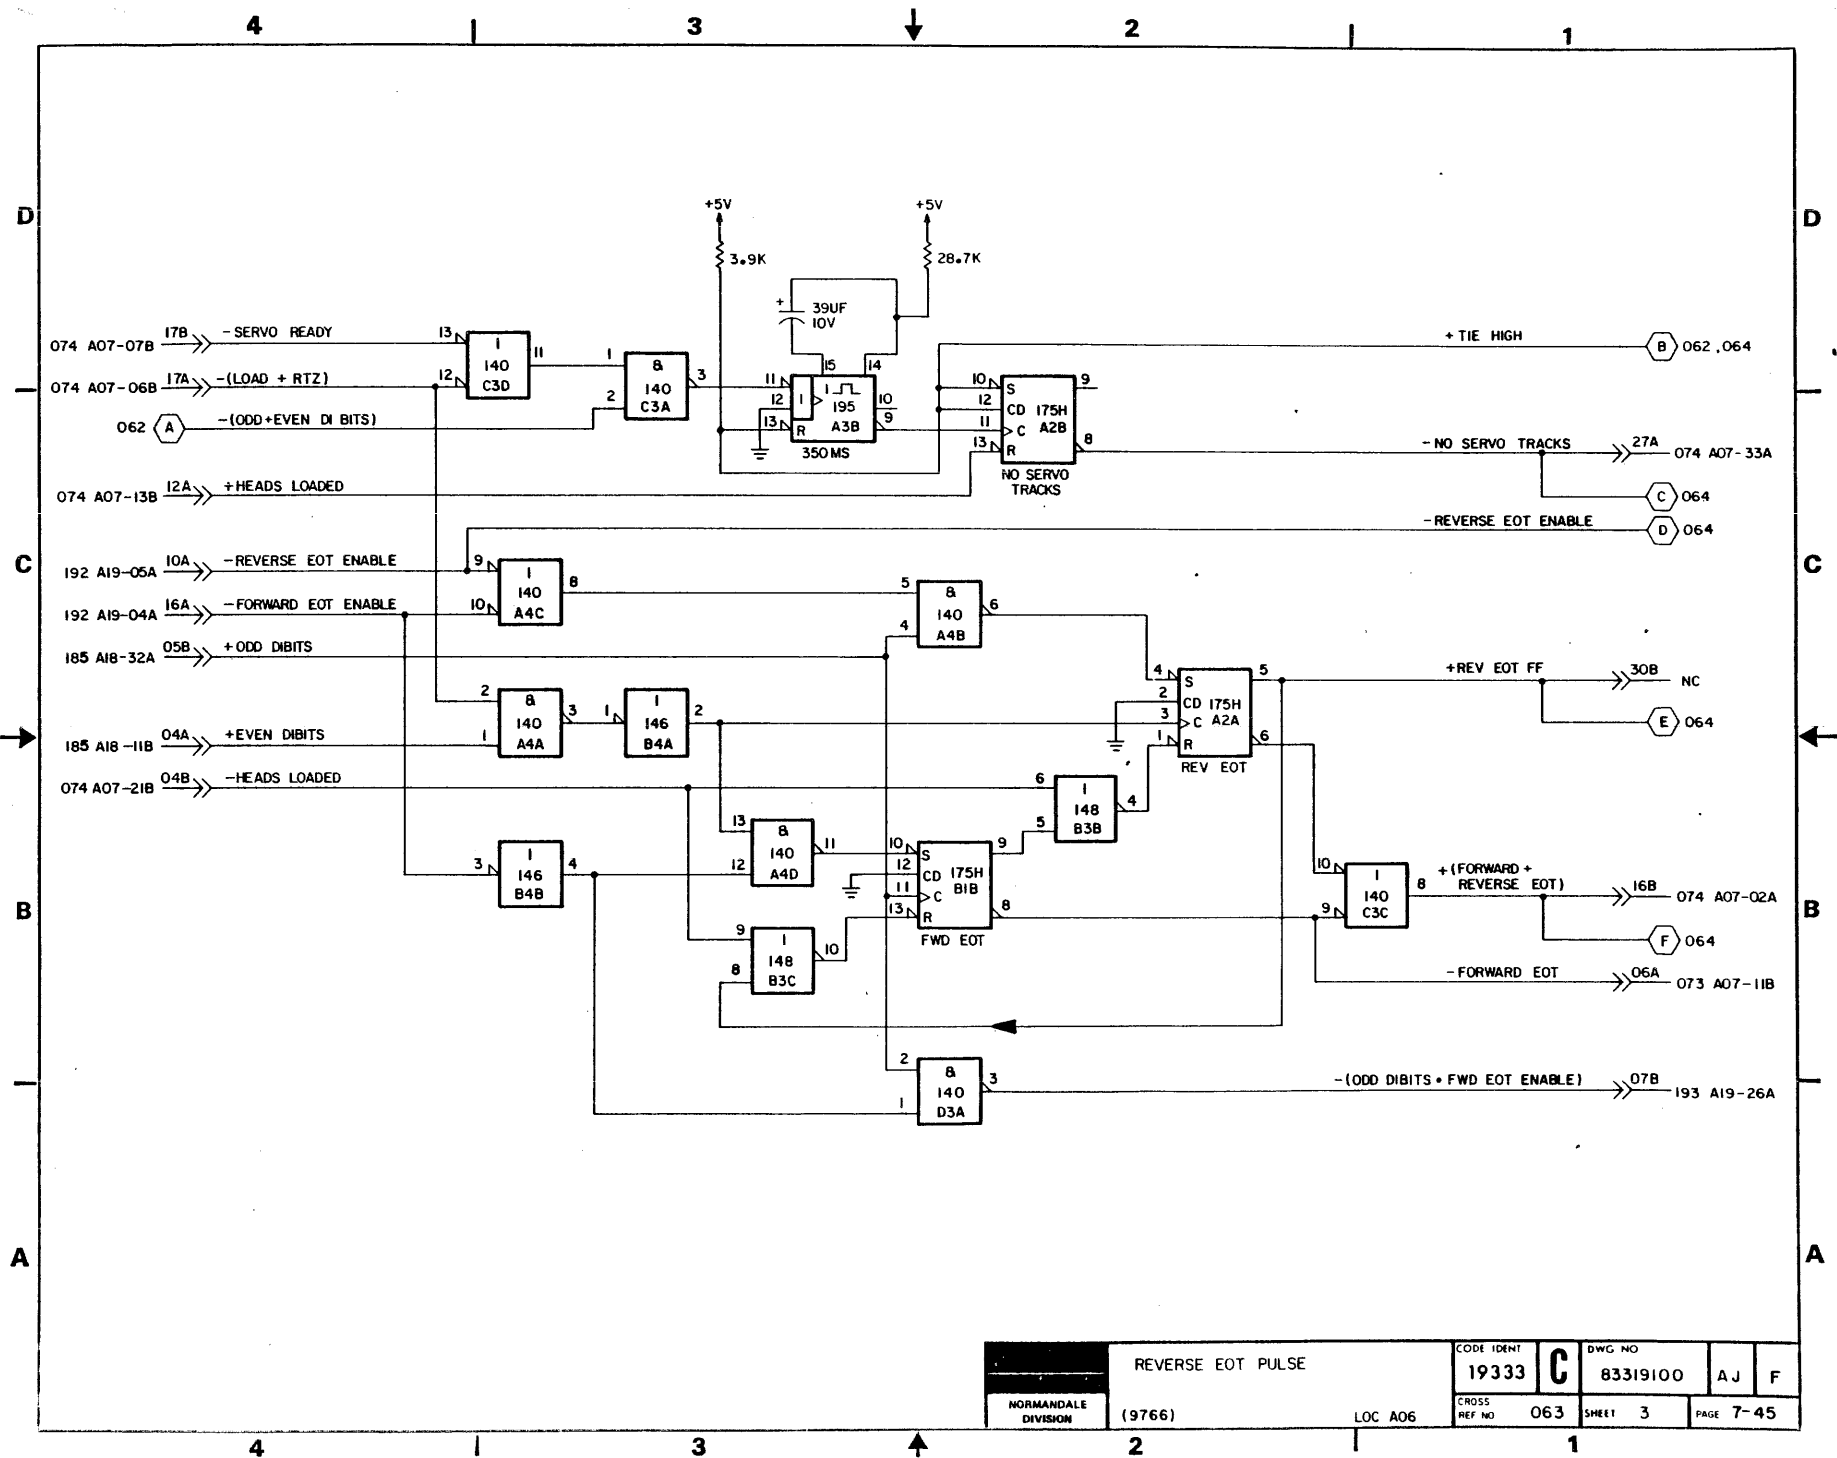 4 3 2 1
D
+5V +5V
3.9K 28.7K
+ 39UF
10V
074 A07-07B 17B -SERVO READY 13 1 140 C3D 11
074 A07-06B 17A -(LOAD + RTZ) 12
1 & 140 C3A 3
2
062 A -(ODD+EVEN DI BITS)
15 14
11 1 1 195 A3B 10
12 9
13 R
350MS
+ TIE HIGH B 062,064
10 S 9
12 CD 175H
11 C A2B
13 R 8
NO SERVO
TRACKS
-NO SERVO TRACKS 27A 074 A07-33A
C 064
074 A07-13B 12A +HEADS LOADED
-REVERSE EOT ENABLE D 064
C
192 A19-05A 10A -REVERSE EOT ENABLE 9 1 140 A4C 8
192 A19-04A 16A -FORWARD EOT ENABLE 10
185 A18-32A 05B +ODD DIBITS
5 & 140 A4B 6
4
2 & 140 A4A 3
1
1 1 146 B4A 2
185 A18-11B 04A +EVEN DIBITS
074 A07-21B 04B -HEADS LOADED
4 S 5
2 CD 175H
3 C A2A
1 R 6
REV EOT
+REV EOT FF 30B NC
E 064
6 1 148 B3B 4
5
13 & 140 A4D 11
12
3 1 146 B4B 4
10 S 9
12 CD 175H
11 C B1B
13 R 8
FWD EOT
10 1 140 C3C 8
9
+(FORWARD +
REVERSE EOT) 16B 074 A07-02A
F 064
B
9 1 148 B3C 10
8
-FORWARD EOT 06A 073 A07-11B
2 & 140 D3A 3
1
-(ODD DIBITS • FWD EOT ENABLE) 07B 193 A19-26A
A
NORMANDALE
DIVISION
REVERSE EOT PULSE
(9766) LOC A06
CODE IDENT
19333
C
DWG NO
83319100
AJ
F
CROSS
REF NO 063
SHEET 3
PAGE 7-45
4 3 2 1
D
C
B
A